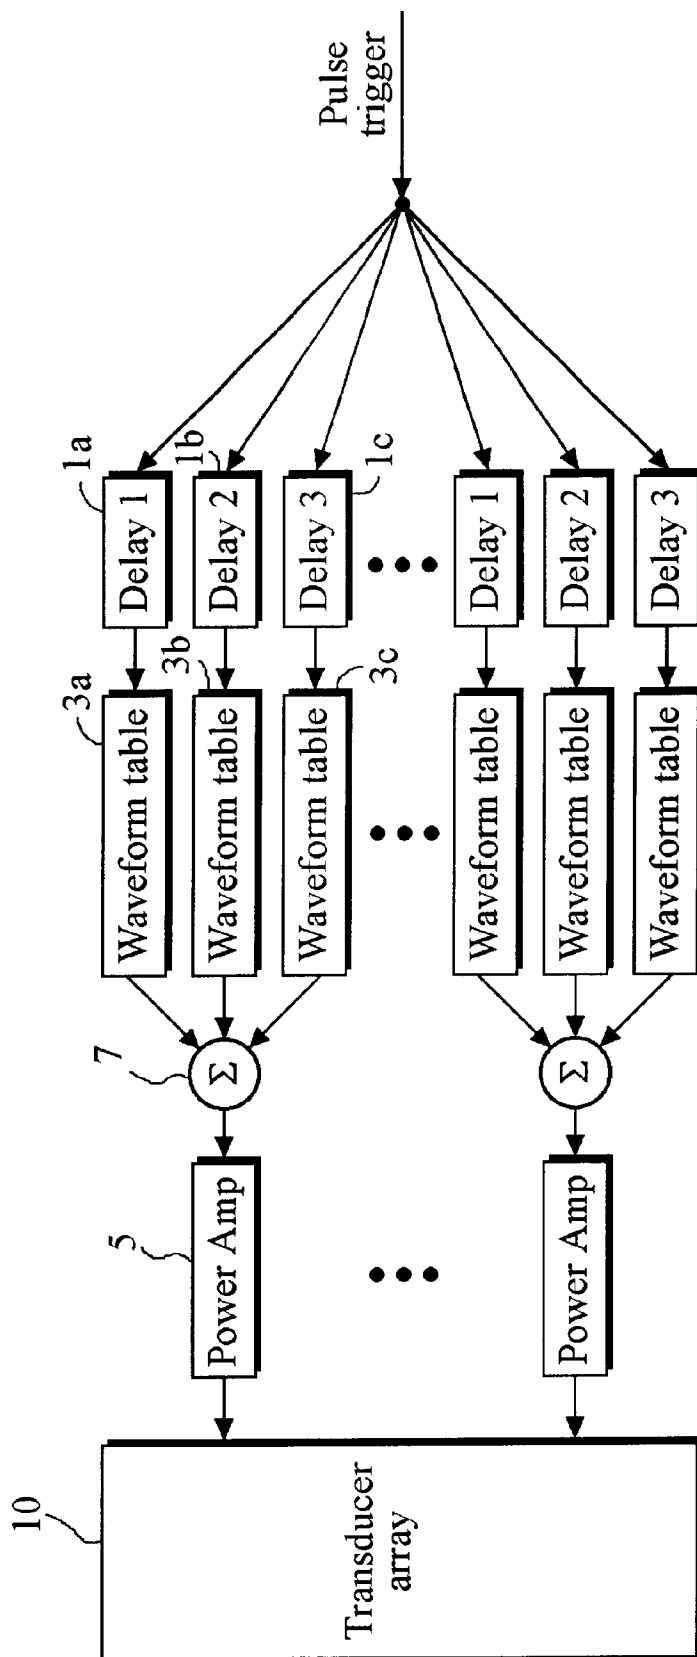 Pulse
trigger
1a
Delay 1
1b
Delay 2
1c
Delay 3
Delay 1
Delay 2
Delay 3
3a
Waveform table
3b
Waveform table
3c
Waveform table
Waveform table
Waveform table
Waveform table
7
Σ
Σ
5
Power Amp
Power Amp
10
Transducer
array